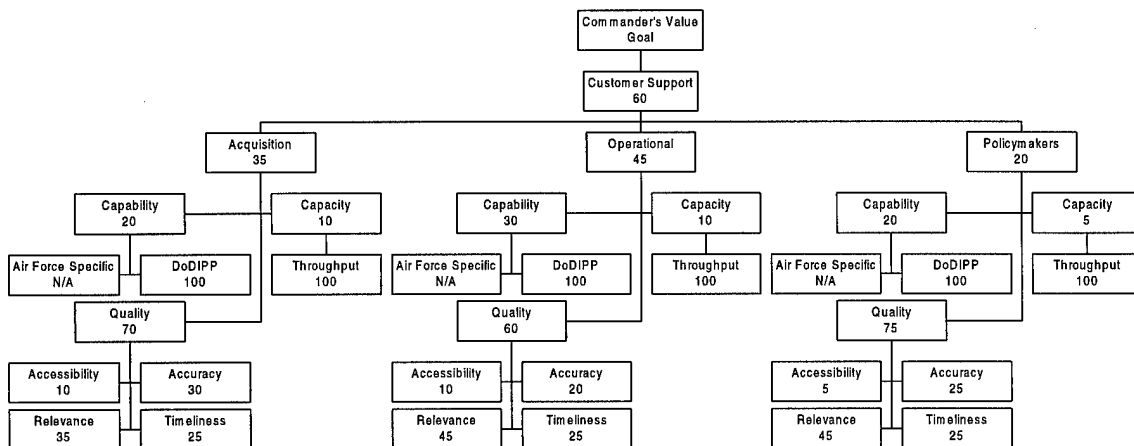 Commander's Value
Goal
Customer Support
60
Acquisition
35
Operational
45
Policymakers
20
Capability
20
Capacity
10
Capability
30
Capacity
10
Capability
20
Capacity
5
Air Force Specific
N/A
DoDIPP
100
Throughput
100
Air Force Specific
N/A
DoDIPP
100
Throughput
100
Air Force Specific
N/A
DoDIPP
100
Throughput
100
Quality
70
Quality
60
Quality
75
Accessibility
10
Accuracy
30
Accessibility
10
Accuracy
20
Accessibility
5
Accuracy
25
Relevance
35
Timeliness
25
Relevance
45
Timeliness
25
Relevance
45
Timeliness
25